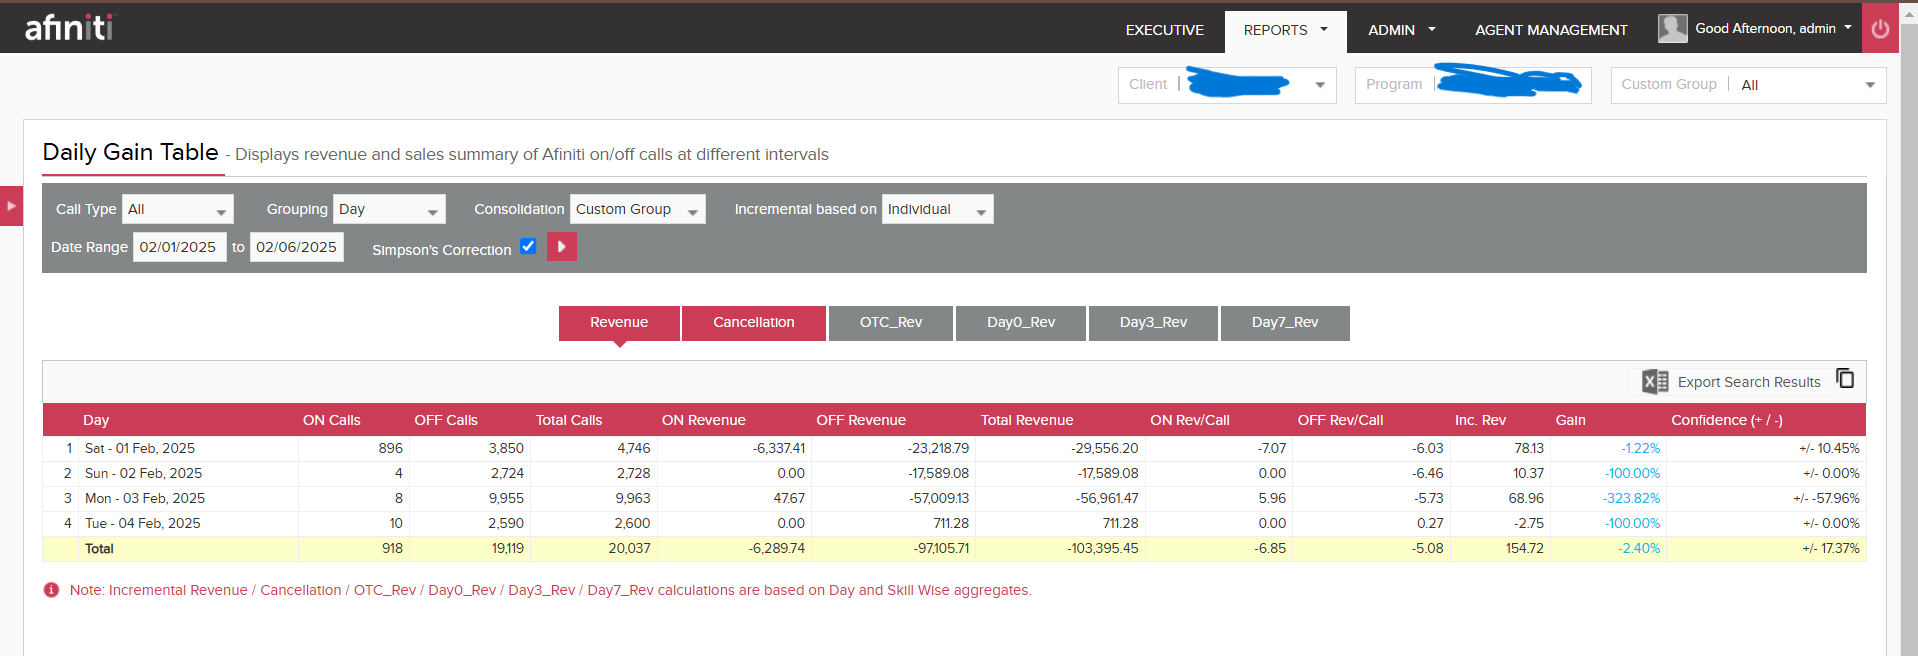 afiniti
EXECUTIVE REPORTS ADMIN AGENT MANAGEMENT Good Afternoon, admin
Client | Program | Custom Group | All
Daily Gain Table - Displays revenue and sales summary of Afiniti on/off calls at different intervals
Call Type All Grouping Day Consolidation Custom Group Incremental based on Individual
Date Range 02/01/2025 to 02/06/2025 Simpson's Correction
Revenue Cancellation OTC_Rev Day0_Rev Day3_Rev Day7_Rev
Export Search Results
Day ON Calls OFF Calls Total Calls ON Revenue OFF Revenue Total Revenue ON Rev/Call OFF Rev/Call Inc. Rev Gain Confidence (+ / -)
1 Sat - 01 Feb, 2025 896 3,850 4,746 -6,337.41 -23,218.79 -29,556.20 -7.07 -6.03 78.13 -1.22% +/- 10.45%
2 Sun - 02 Feb, 2025 4 2,724 2,728 0.00 -17,589.08 -17,589.08 0.00 -6.46 10.37 -100.00% +/- 0.00%
3 Mon - 03 Feb, 2025 8 9,955 9,963 47.67 -57,009.13 -56,961.47 5.96 -5.73 68.96 -323.82% +/- -57.96%
4 Tue - 04 Feb, 2025 10 2,590 2,600 0.00 711.28 711.28 0.00 0.27 -2.75 -100.00% +/- 0.00%
Total 918 19,119 20,037 -6,289.74 -97,105.71 -103,395.45 -6.85 -5.08 154.72 -2.40% +/- 17.37%
Note: Incremental Revenue / Cancellation / OTC_Rev / Day0_Rev / Day3_Rev / Day7_Rev calculations are based on Day and Skill Wise aggregates.